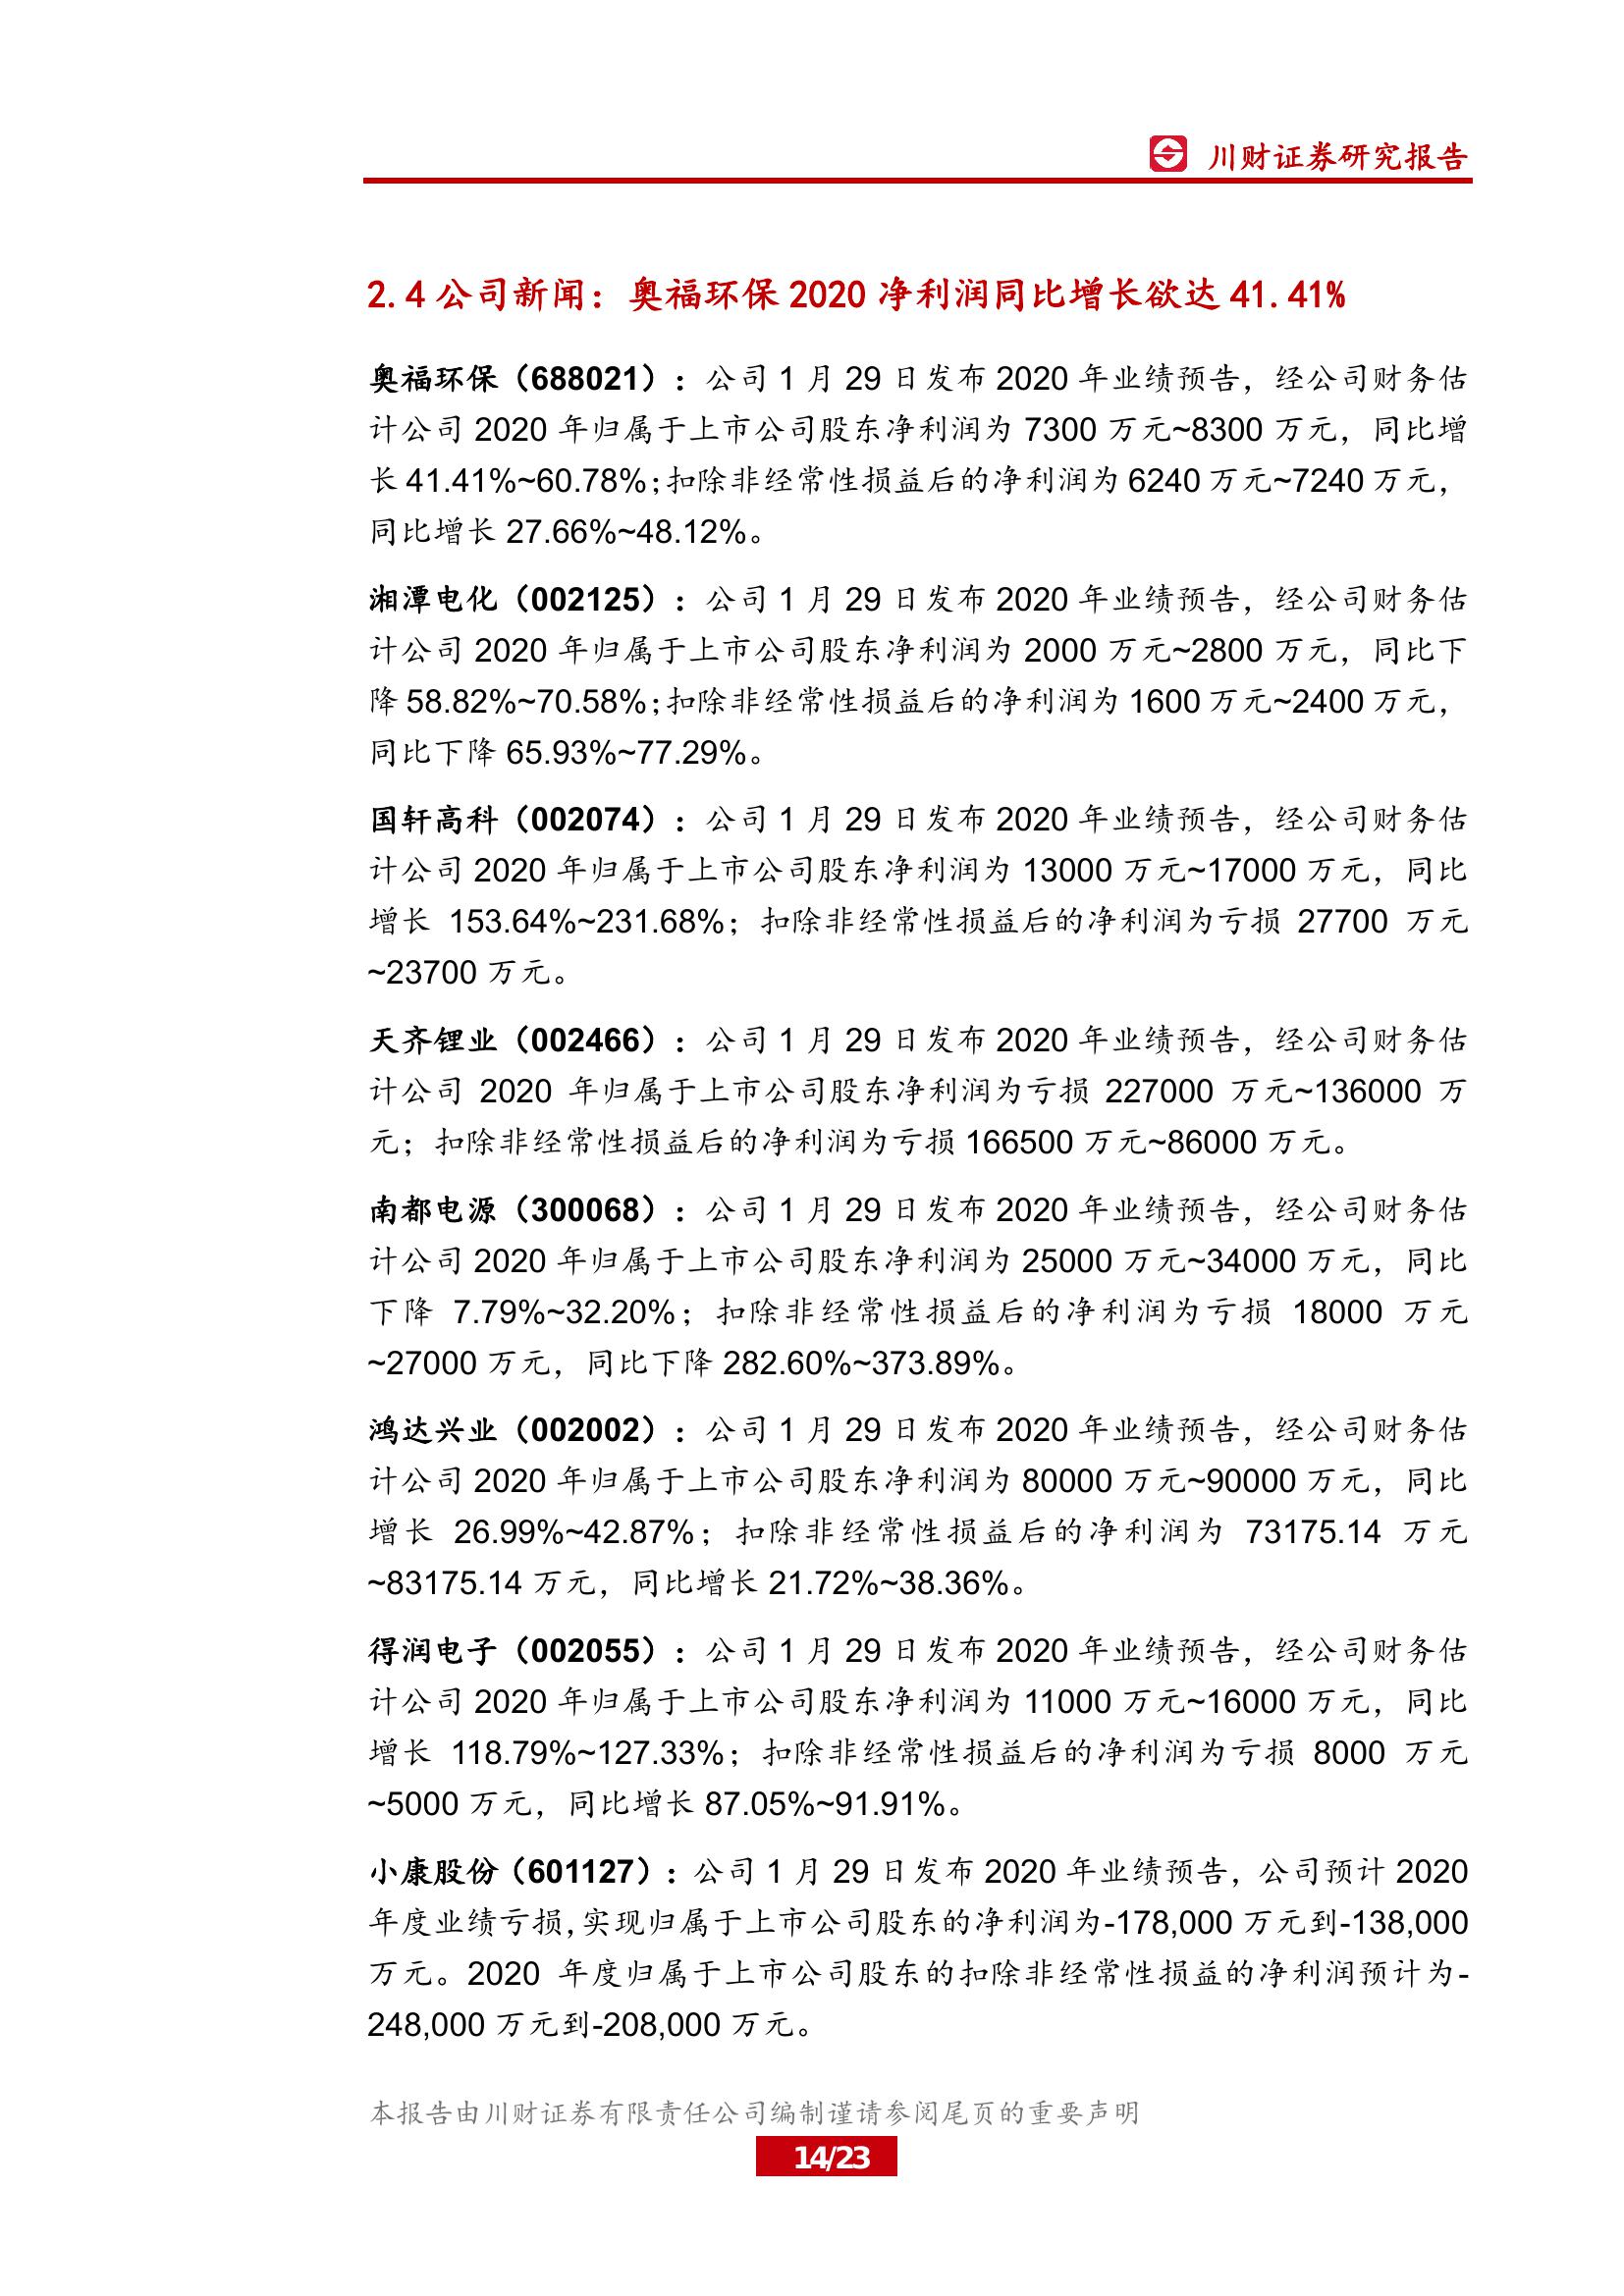 川财证券研究报告
2.4 公司新闻：奥福环保 2020 净利润同比增长欲达 41.41%
奥福环保（688021）：公司 1 月 29 日发布 2020 年业绩预告，经公司财务估
计公司 2020 年归属于上市公司股东净利润为 7300 万元~8300 万元，同比增
长 41.41%~60.78%;扣除非经常性损益后的净利润为 6240 万元~7240 万元，
同比增长 27.66%~48.12%。
湘潭电化（002125）：公司 1 月 29 日发布 2020 年业绩预告，经公司财务估
计公司 2020 年归属于上市公司股东净利润为 2000 万元~2800 万元，同比下
降 58.82%~70.58%;扣除非经常性损益后的净利润为 1600 万元~2400 万元，
同比下降 65.93%~77.29%。
国轩高科（002074）：公司 1 月 29 日发布 2020 年业绩预告，经公司财务估
计公司 2020 年归属于上市公司股东净利润为 13000 万元~17000 万元，同比
增长 153.64%~231.68%；扣除非经常性损益后的净利润为亏损 27700 万元
~23700 万元。
天齐锂业（002466）：公司 1 月 29 日发布 2020 年业绩预告，经公司财务估
计公司 2020 年归属于上市公司股东净利润为亏损 227000 万元~136000 万
元；扣除非经常性损益后的净利润为亏损 166500 万元~86000 万元。
南都电源（300068）：公司 1 月 29 日发布 2020 年业绩预告，经公司财务估
计公司 2020 年归属于上市公司股东净利润为 25000 万元~34000 万元，同比
下降 7.79%~32.20%；扣除非经常性损益后的净利润为亏损 18000 万元
~27000 万元，同比下降 282.60%~373.89%。
鸿达兴业（002002）：公司 1 月 29 日发布 2020 年业绩预告，经公司财务估
计公司 2020 年归属于上市公司股东净利润为 80000 万元~90000 万元，同比
增长 26.99%~42.87%；扣除非经常性损益后的净利润为 73175.14 万元
~83175.14 万元，同比增长 21.72%~38.36%。
得润电子（002055）：公司 1 月 29 日发布 2020 年业绩预告，经公司财务估
计公司 2020 年归属于上市公司股东净利润为 11000 万元~16000 万元，同比
增长 118.79%~127.33%；扣除非经常性损益后的净利润为亏损 8000 万元
~5000 万元，同比增长 87.05%~91.91%。
小康股份（601127）：公司 1 月 29 日发布 2020 年业绩预告，公司预计 2020
年度业绩亏损,实现归属于上市公司股东的净利润为-178,000 万元到-138,000
万元。2020 年度归属于上市公司股东的扣除非经常性损益的净利润预计为-
248,000 万元到-208,000 万元。
本报告由川财证券有限责任公司编制谨请参阅尾页的重要声明
14/23